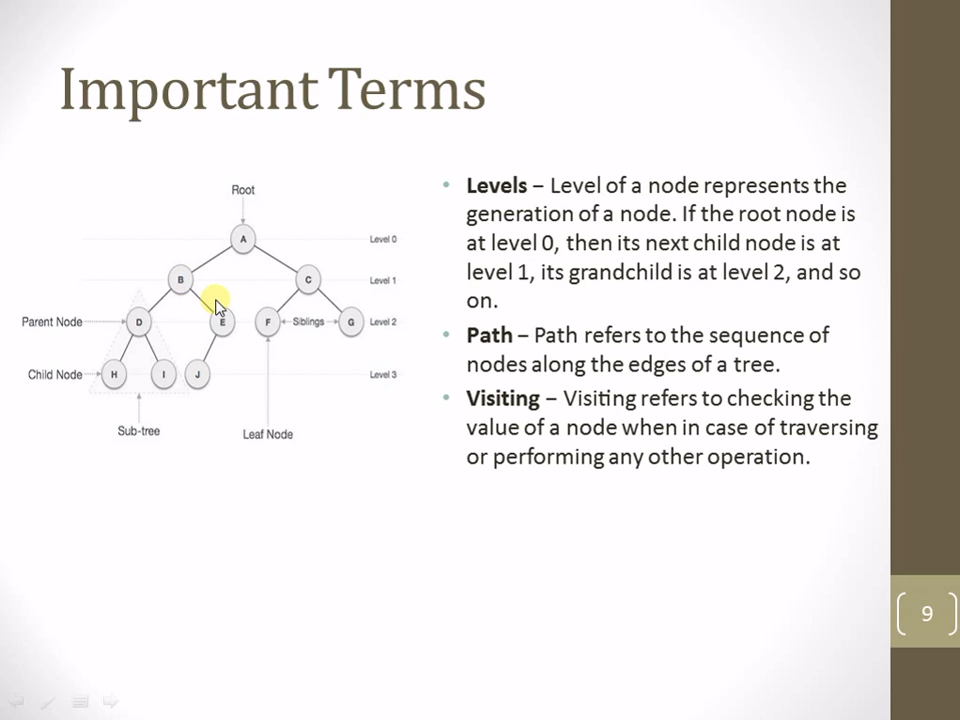 Important Terms
Root
A
Level 0
B
C
Level 1
Parent Node
D
E
F
Siblings
G
Level 2
Child Node
H
I
J
Level 3
Sub-tree
Leaf Node
• Levels – Level of a node represents the
generation of a node. If the root node is
at level 0, then its next child node is at
level 1, its grandchild is at level 2, and so
on.
• Path – Path refers to the sequence of
nodes along the edges of a tree.
• Visiting – Visiting refers to checking the
value of a node when in case of traversing
or performing any other operation.
9